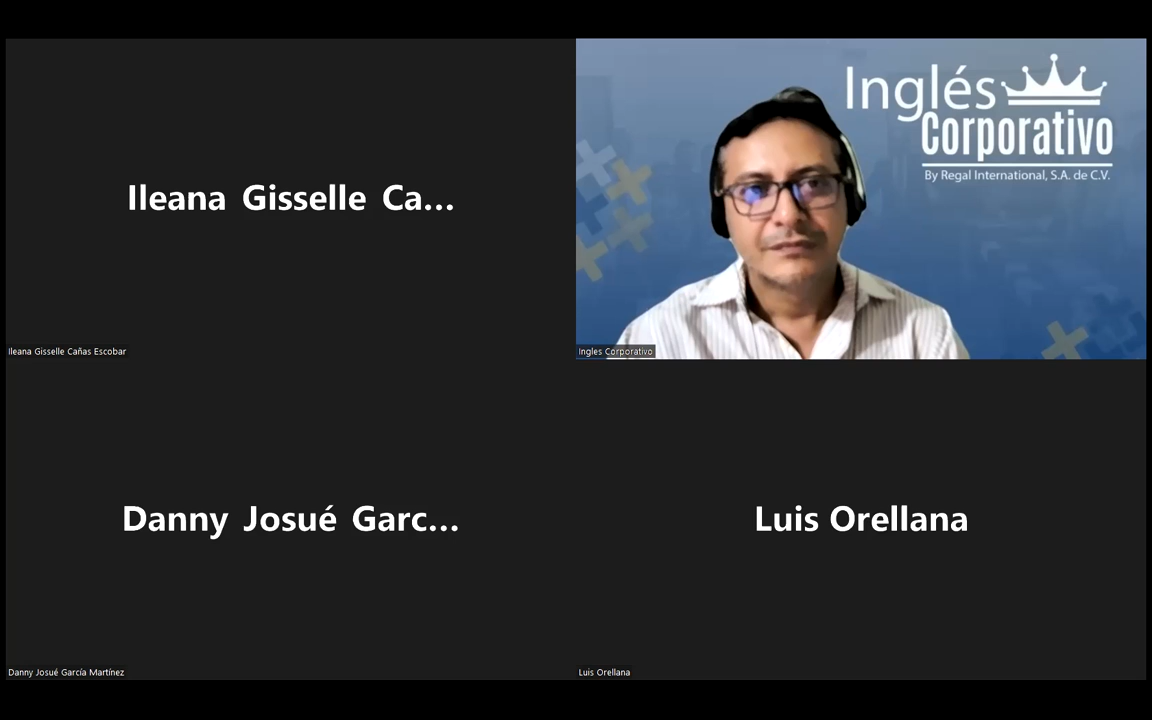 Ileana Gisselle Ca...
Ileana Gisselle Cañas Escobar
Inglés
Corporativo
By Regal International, S.A. de C.V.
Ingles Corporativo
Danny Josué Garc...
Danny Josué García Martínez
Luis Orellana
Luis Orellana